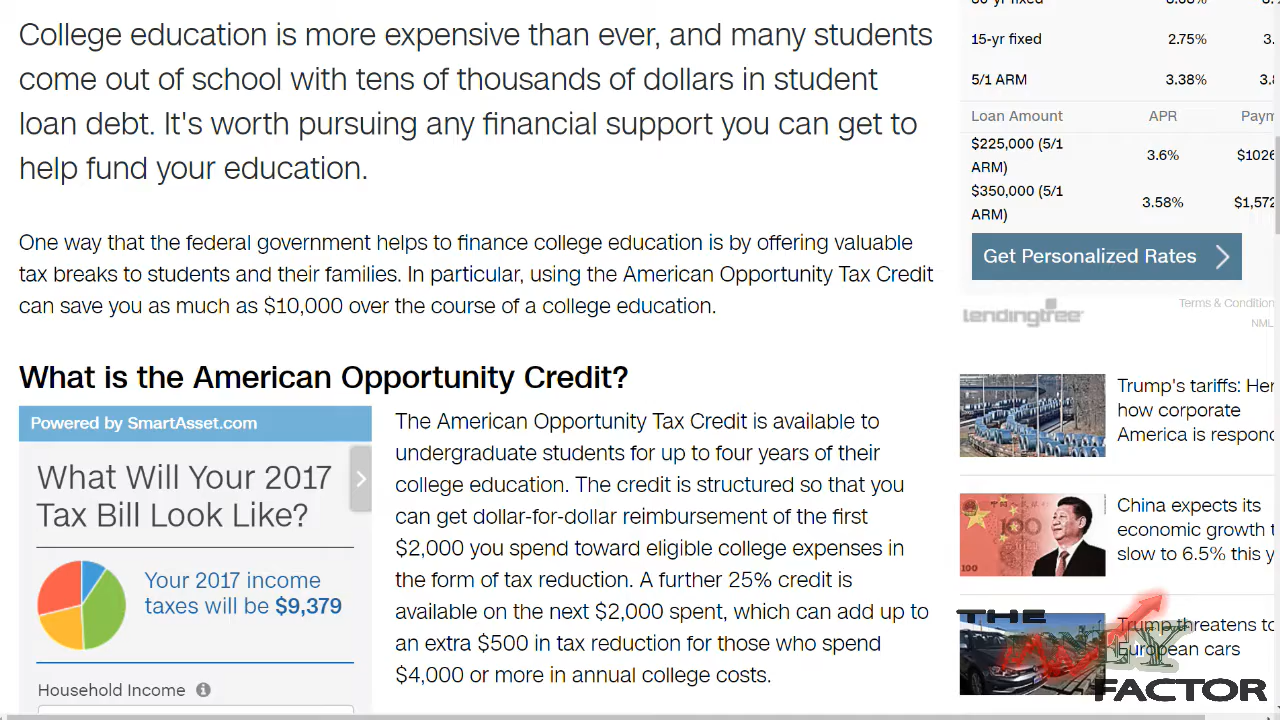 College education is more expensive than ever, and many students
come out of school with tens of thousands of dollars in student
loan debt. It's worth pursuing any financial support you can get to
help fund your education.
One way that the federal government helps to finance college education is by offering valuable
tax breaks to students and their families. In particular, using the American Opportunity Tax Credit
can save you as much as $10,000 over the course of a college education.
What is the American Opportunity Credit?
Powered by SmartAsset.com
What Will Your 2017
Tax Bill Look Like?
Your 2017 income
taxes will be $9,379
Household Income
The American Opportunity Tax Credit is available to
undergraduate students for up to four years of their
college education. The credit is structured so that you
can get dollar-for-dollar reimbursement of the first
$2,000 you spend toward eligible college expenses in
the form of tax reduction. A further 25% credit is
available on the next $2,000 spent, which can add up to
an extra $500 in tax reduction for those who spend
$4,000 or more in annual college costs.
15-yr fixed 2.75% 3.
5/1 ARM 3.38% 3.
Loan Amount APR Paym
$225,000 (5/1
ARM) 3.6% $1026
$350,000 (5/1
ARM) 3.58% $1,572
Get Personalized Rates
lendingtree
Terms & Condition
NML
Trump's tariffs: Her
how corporate
America is respond
China expects its
economic growth t
slow to 6.5% this y
100
100
Trump threatens to
European cars
THE
MONEY
FACTOR